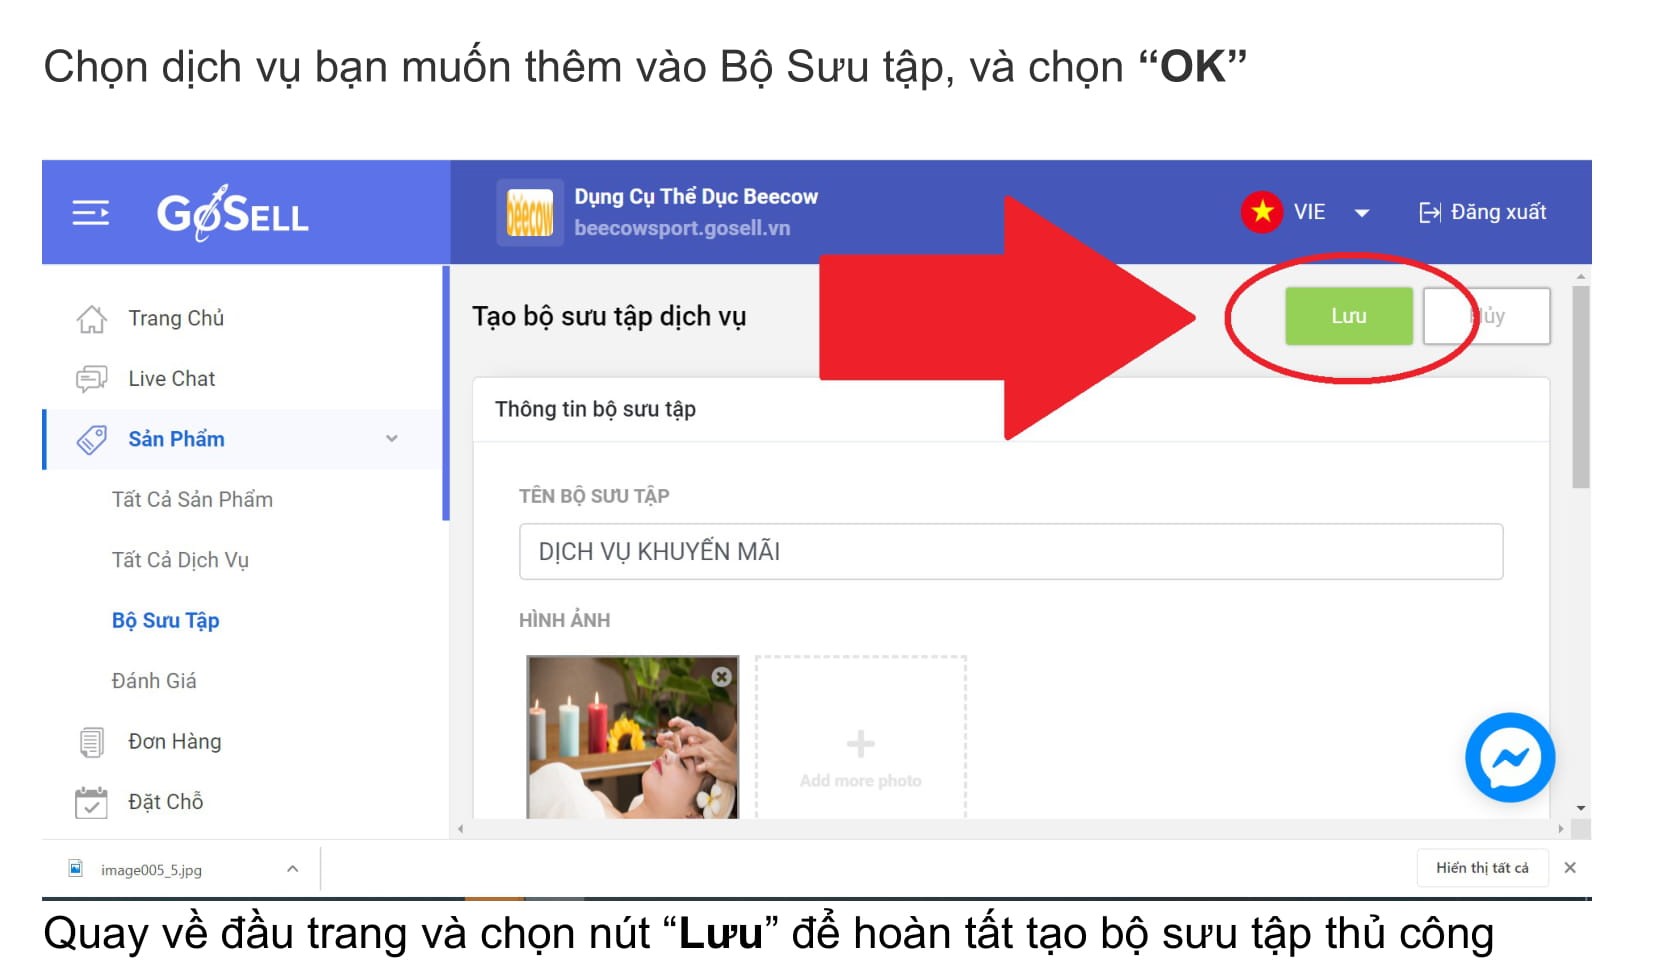 Chọn dịch vụ bạn muốn thêm vào Bộ Sưu tập, và chọn “OK”
GoSELL
beecow
Dụng Cụ Thể Dục Beecow
beecowsport.gosell.vn
VIE
Đăng xuất
Trang Chủ
Live Chat
Sản Phẩm
Tất Cả Sản Phẩm
Tất Cả Dịch Vụ
Bộ Sưu Tập
Đánh Giá
Đơn Hàng
Đặt Chỗ
Tạo bộ sưu tập dịch vụ
Lưu
Hủy
Thông tin bộ sưu tập
TÊN BỘ SƯU TẬP
DỊCH VỤ KHUYẾN MÃI
HÌNH ẢNH
Add more photo
image005_5.jpg
Hiển thị tất cả
Quay về đầu trang và chọn nút “Lưu” để hoàn tất tạo bộ sưu tập thủ công